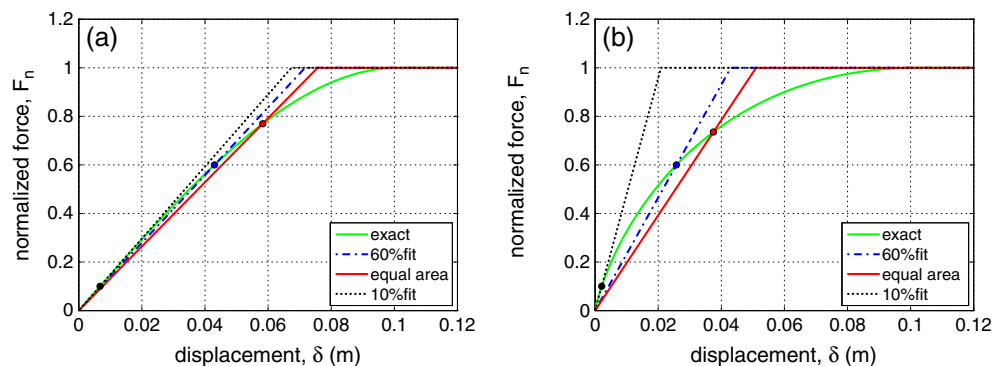 (a)
normalized force, Fn
1.2
1
0.8
0.6
0.4
0.2
0
0 0.02 0.04 0.06 0.08 0.1 0.12
displacement, δ (m)
exact
60%fit
equal area
10%fit
(b)
normalized force, Fn
1.2
1
0.8
0.6
0.4
0.2
0
0 0.02 0.04 0.06 0.08 0.1 0.12
displacement, δ (m)
exact
60%fit
equal area
10%fit